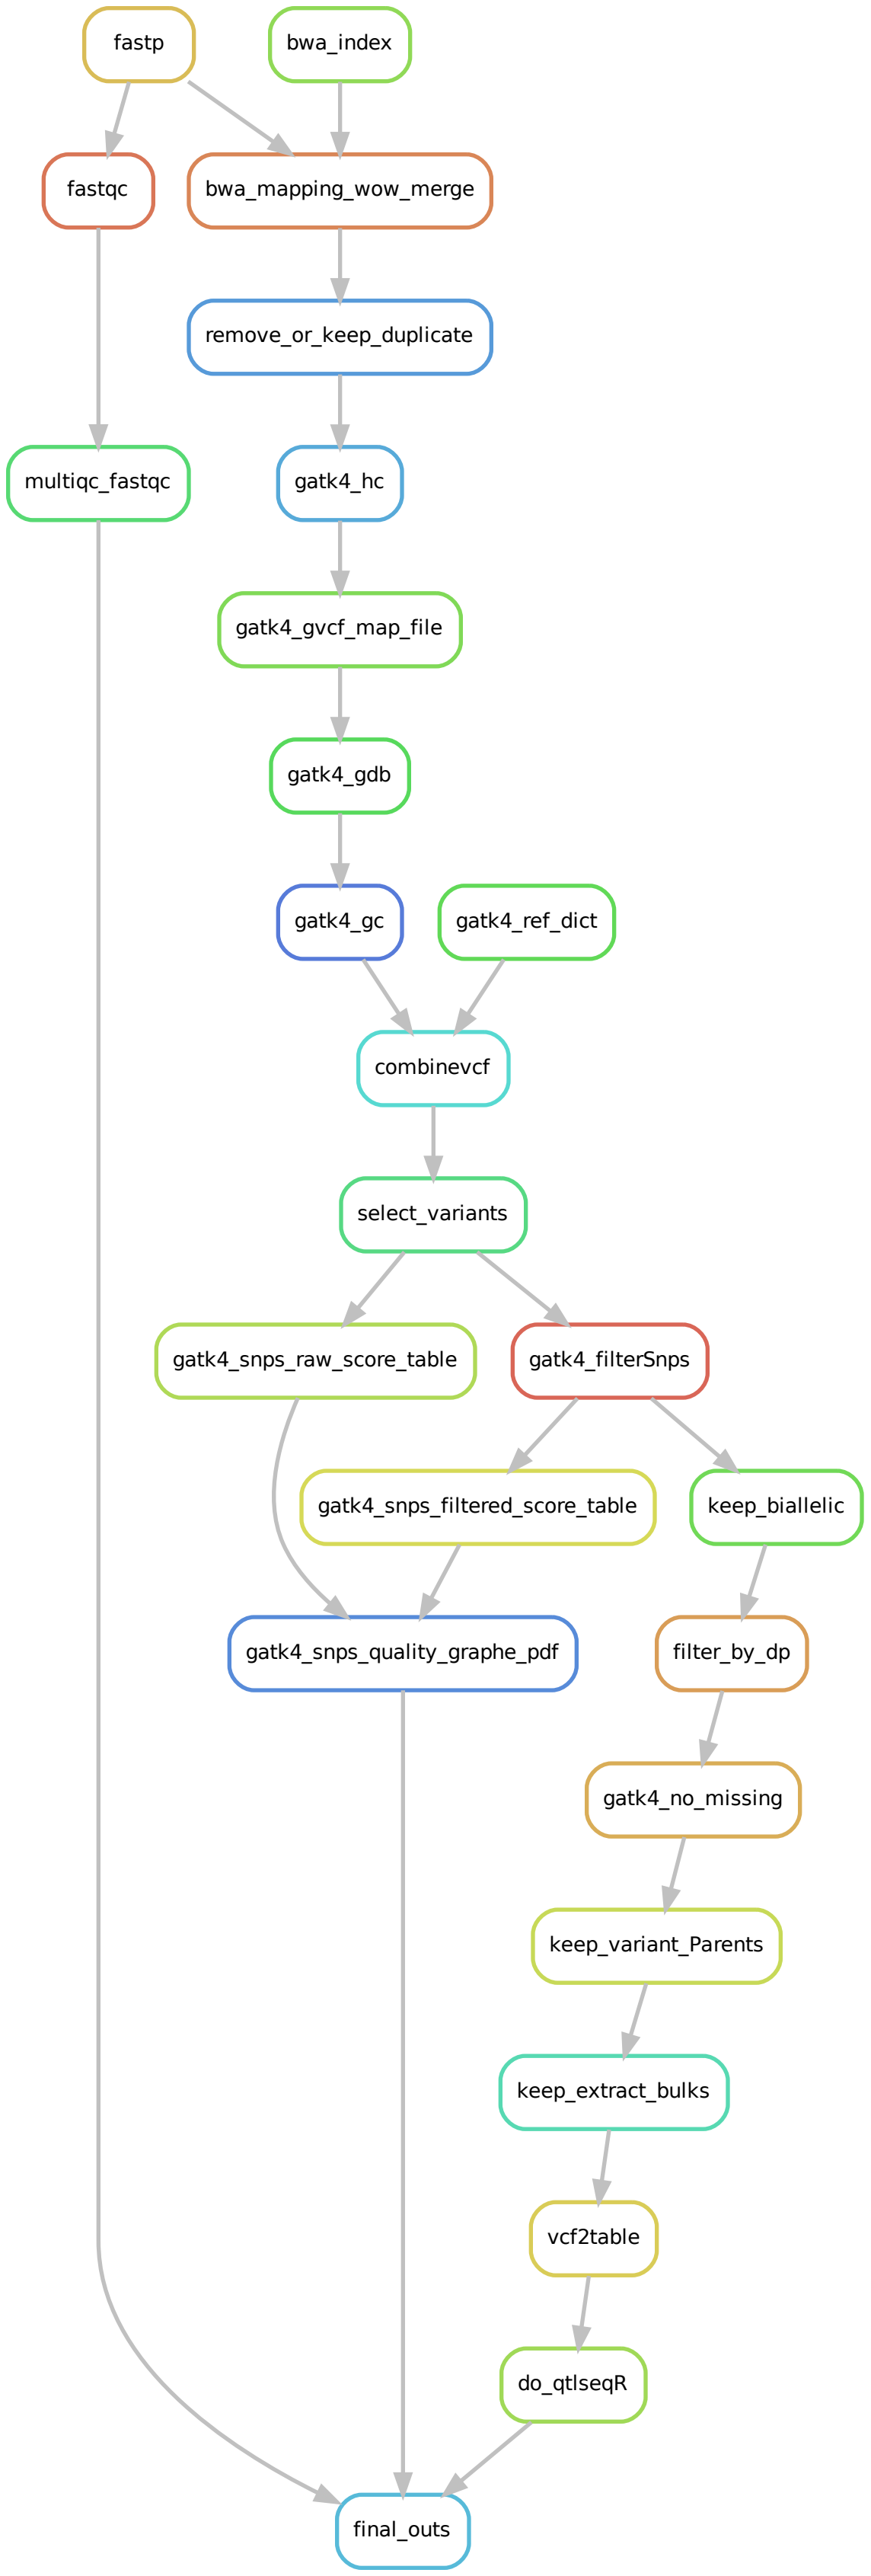 fastp
bwa_index
fastqc
bwa_mapping_wow_merge
remove_or_keep_duplicate
multiqc_fastqc
gatk4_hc
gatk4_gvcf_map_file
gatk4_gdb
gatk4_gc
gatk4_ref_dict
combinevcf
select_variants
gatk4_snps_raw_score_table
gatk4_filterSnps
gatk4_snps_filtered_score_table
keep_biallelic
gatk4_snps_quality_graphe_pdf
filter_by_dp
gatk4_no_missing
keep_variant_Parents
keep_extract_bulks
vcf2table
do_qtlseqR
final_outs